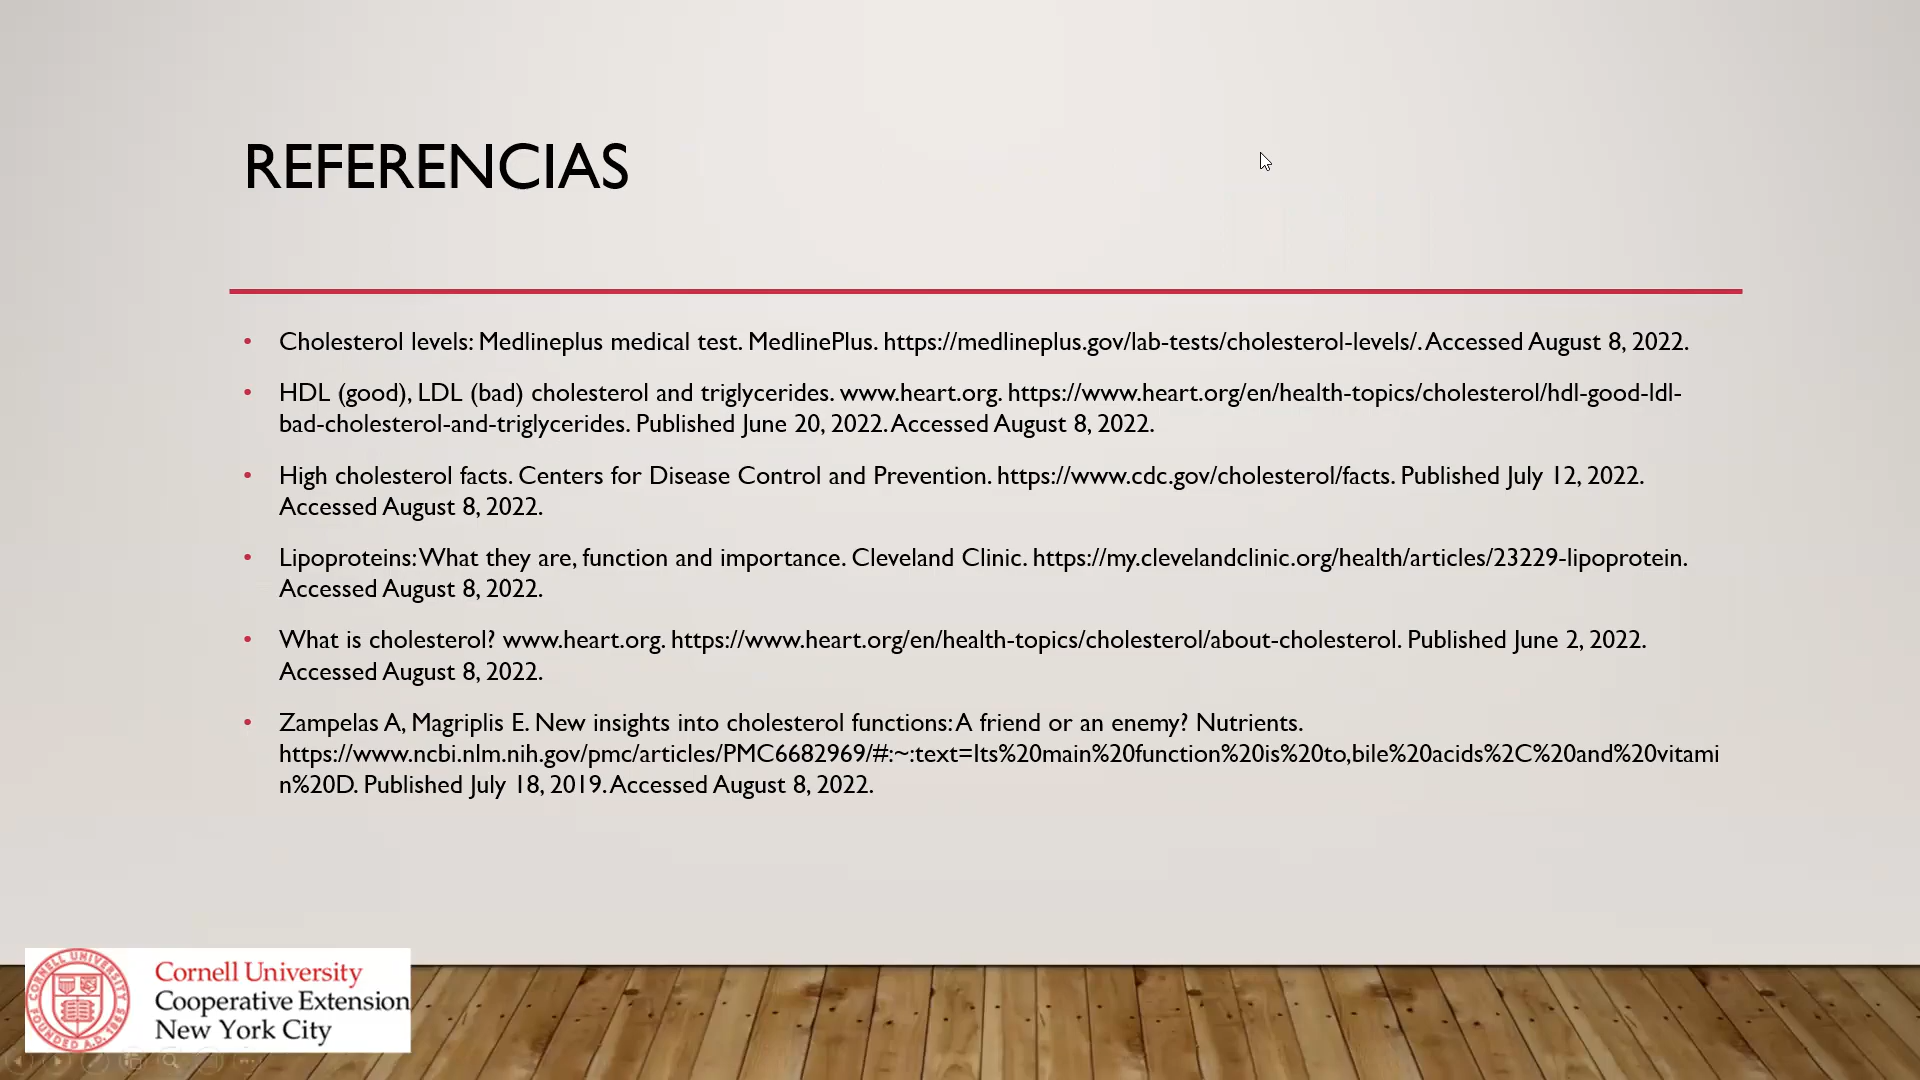 REFERENCIAS
• Cholesterol levels: Medlineplus medical test. MedlinePlus. https://medlineplus.gov/lab-tests/cholesterol-levels/. Accessed August 8, 2022.
• HDL (good), LDL (bad) cholesterol and triglycerides. www.heart.org. https://www.heart.org/en/health-topics/cholesterol/hdl-good-ldl-
bad-cholesterol-and-triglycerides. Published June 20, 2022. Accessed August 8, 2022.
• High cholesterol facts. Centers for Disease Control and Prevention. https://www.cdc.gov/cholesterol/facts. Published July 12, 2022.
Accessed August 8, 2022.
• Lipoproteins: What they are, function and importance. Cleveland Clinic. https://my.clevelandclinic.org/health/articles/23229-lipoprotein.
Accessed August 8, 2022.
• What is cholesterol? www.heart.org. https://www.heart.org/en/health-topics/cholesterol/about-cholesterol. Published June 2, 2022.
Accessed August 8, 2022.
• Zampelas A, Magriplis E. New insights into cholesterol functions: A friend or an enemy? Nutrients.
https://www.ncbi.nlm.nih.gov/pmc/articles/PMC6682969/#:~:text=Its%20main%20function%20is%20to,bile%20acids%2C%20and%20vitami
n%20D. Published July 18, 2019. Accessed August 8, 2022.
CORNELL UNIVERSITY
FOUNDED A.D. 1865
Cornell University
Cooperative Extension
New York City